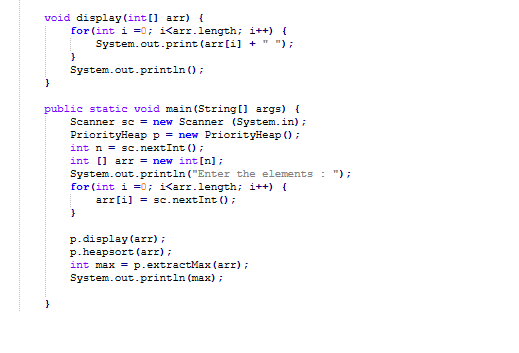 void display(int[] arr) {
for(int i =0; i<arr.length; i++) {
System.out.print(arr[i] + " ");
}
System.out.println();
}
public static void main(String[] args) {
Scanner sc = new Scanner (System.in);
PriorityHeap p = new PriorityHeap();
int n = sc.nextInt();
int [] arr = new int[n];
System.out.println("Enter the elements : ");
for(int i =0; i<arr.length; i++) {
arr[i] = sc.nextInt();
}
p.display(arr);
p.heapsort(arr);
int max = p.extractMax(arr);
System.out.println(max);
}